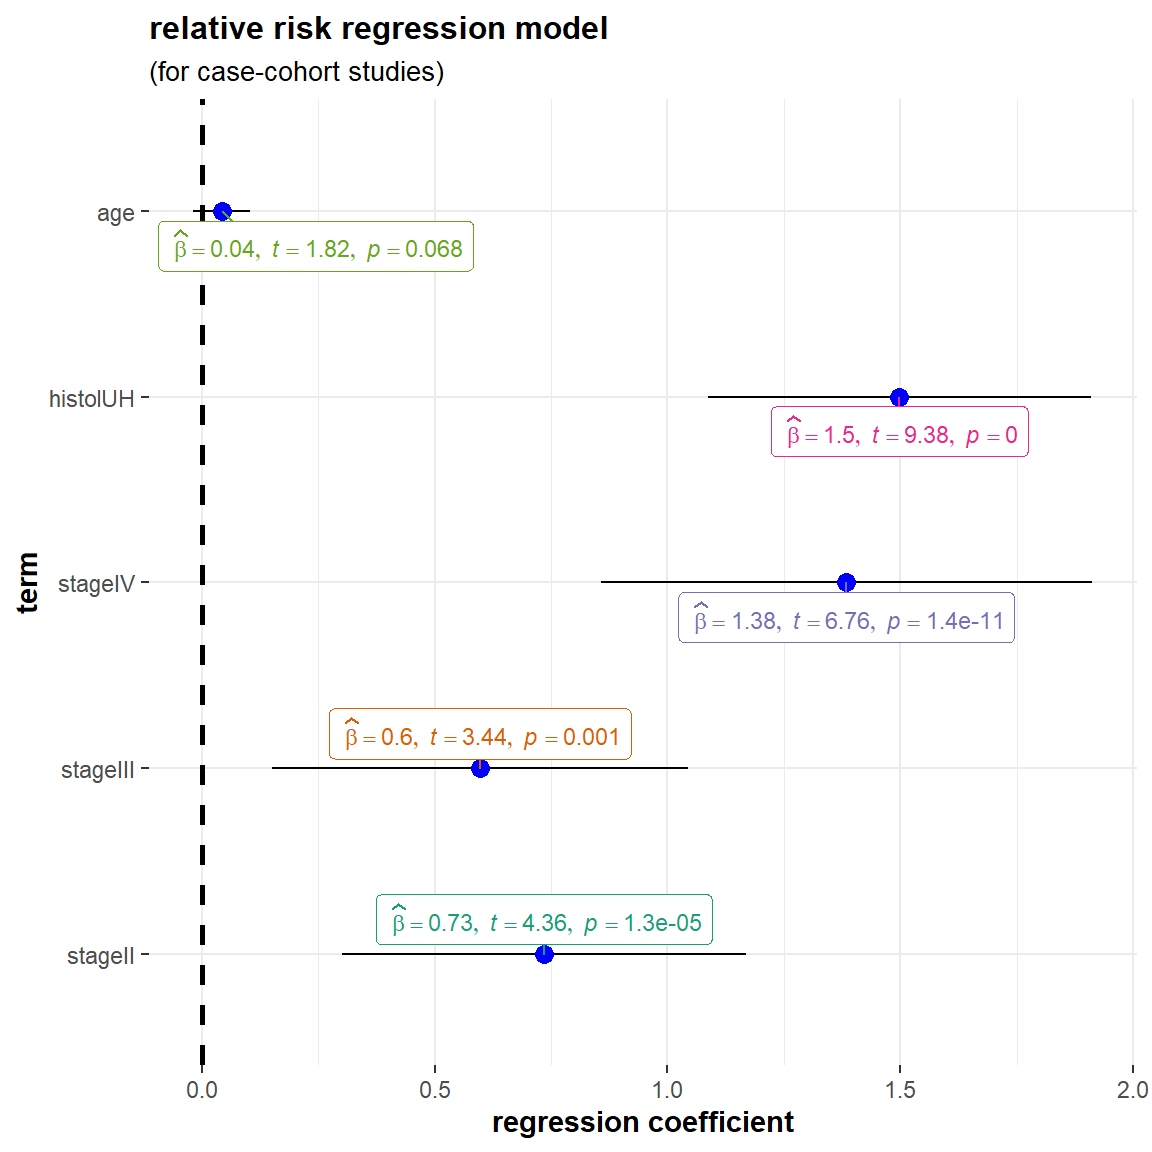 relative risk regression model
(for case-cohort studies)
age
β̂ = 0.04, t = 1.82, p = 0.068
histolUH
β̂ = 1.5, t = 9.38, p = 0
stageIV
β̂ = 1.38, t = 6.76, p = 1.4e-11
β̂ = 0.6, t = 3.44, p = 0.001
stageIII
β̂ = 0.73, t = 4.36, p = 1.3e-05
stageII
term
0.0 0.5 1.0 1.5 2.0
regression coefficient